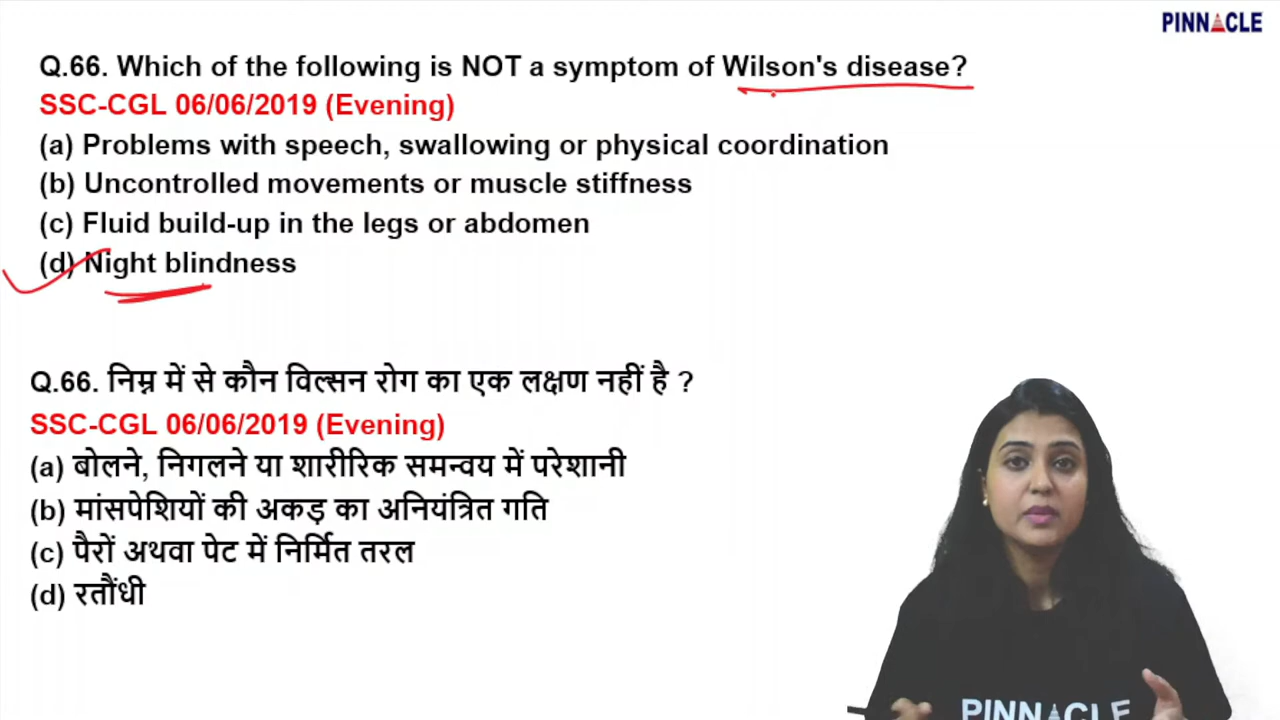 PINNACLE
Q.66. Which of the following is NOT a symptom of Wilson's disease?
SSC-CGL 06/06/2019 (Evening)
(a) Problems with speech, swallowing or physical coordination
(b) Uncontrolled movements or muscle stiffness
(c) Fluid build-up in the legs or abdomen
(d) Night blindness
Q.66. निम्न में से कौन विल्सन रोग का एक लक्षण नहीं है ?
SSC-CGL 06/06/2019 (Evening)
(a) बोलने, निगलने या शारीरिक समन्वय में परेशानी
(b) मांसपेशियों की अकड़ का अनियंत्रित गति
(c) पैरों अथवा पेट में निर्मित तरल
(d) रतौंधी
PINNACLE